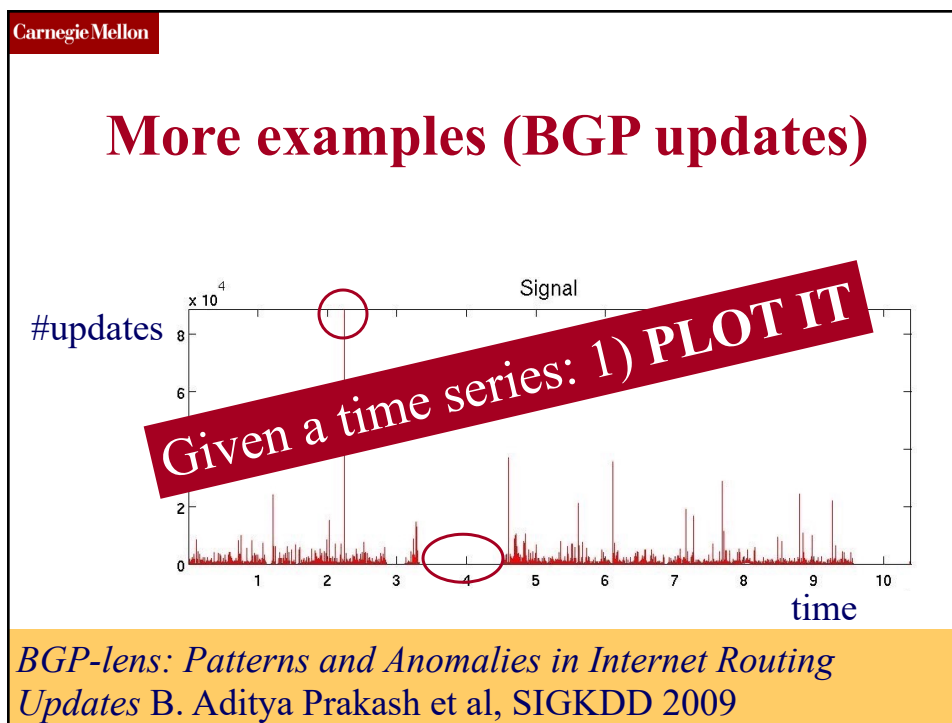 Carnegie Mellon
More examples (BGP updates)
x 10 4
Signal
#updates
8
6
2
0
Given a time series: 1) PLOT IT
1 2 3 4 5 6 7 8 9 10
time
BGP-lens: Patterns and Anomalies in Internet Routing
Updates B. Aditya Prakash et al, SIGKDD 2009